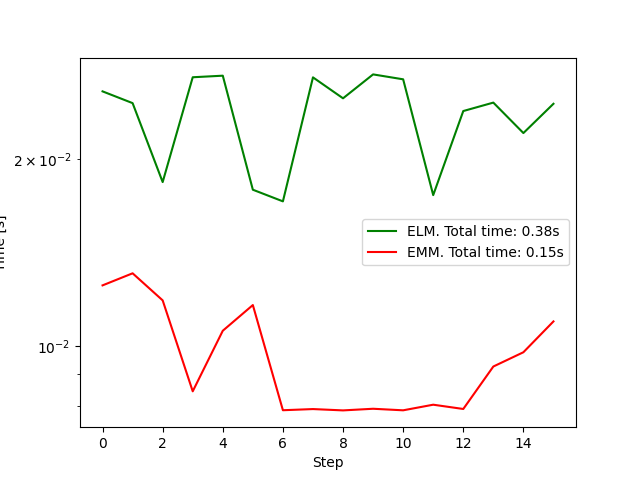 2 × 10⁻²
10⁻²
Time [s]
ELM. Total time: 0.38s
EMM. Total time: 0.15s
0 2 4 6 8 10 12 14
Step